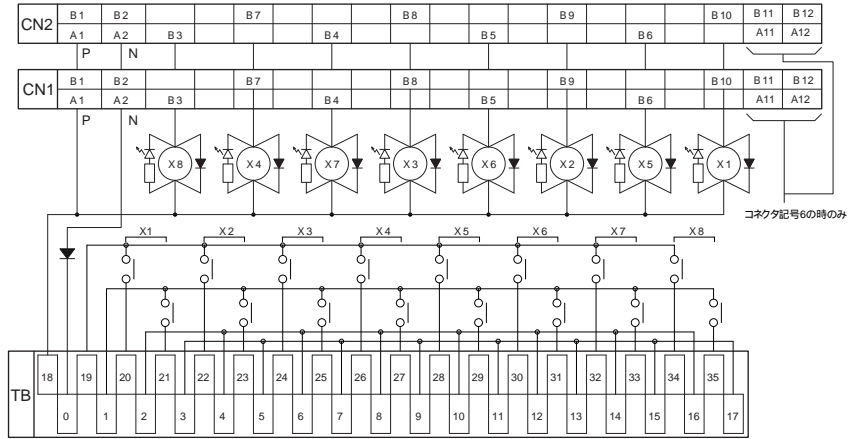 CN2
B1 B2 B7 B8 B9 B10 B11 B12
A1 A2 B3 B4 B5 B6 A11 A12
P N
CN1
B1 B2 B7 B8 B9 B10 B11 B12
A1 A2 B3 B4 B5 B6 A11 A12
P N
X8 X4 X7 X3 X6 X2 X5 X1
コネクタ記号6の時のみ
X1 X2 X3 X4 X5 X6 X7 X8
TB
18 19 20 21 22 23 24 25 26 27 28 29 30 31 32 33 34 35
0 1 2 3 4 5 6 7 8 9 10 11 12 13 14 15 16 17